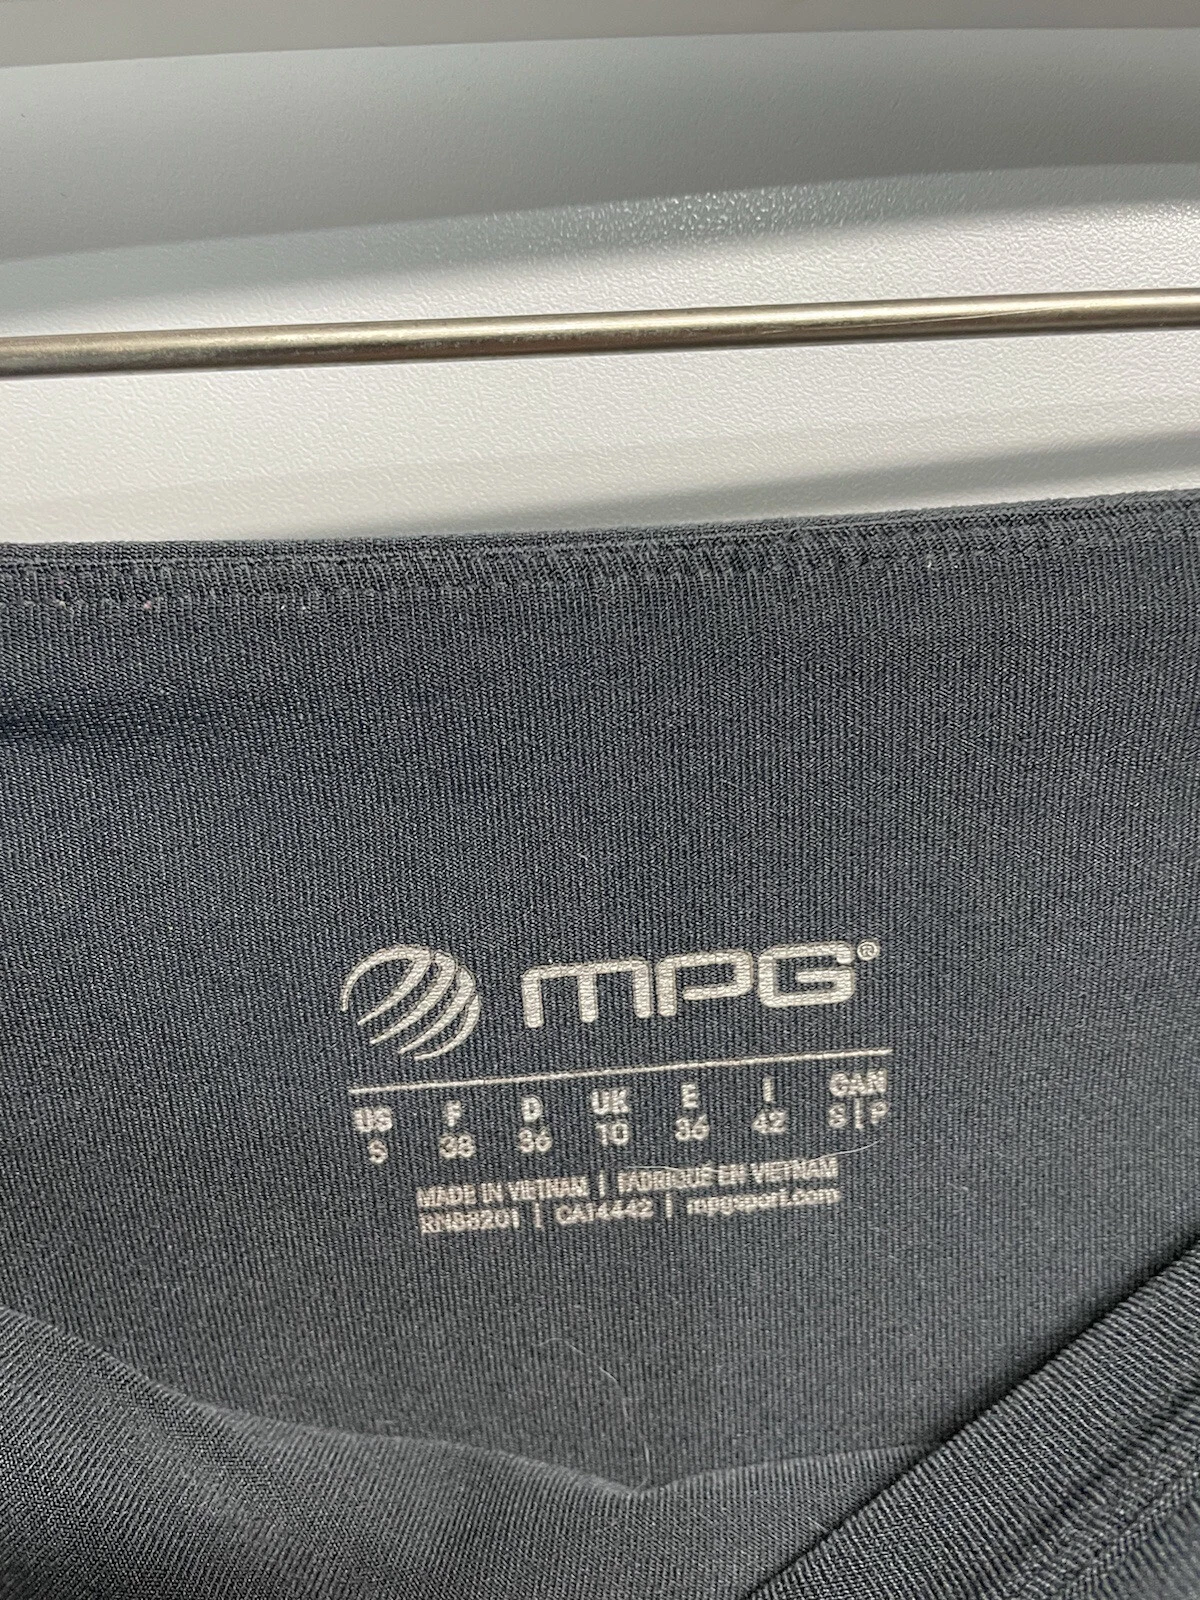 MPG®
US F D UK E I CAN
S 38 36 10 36 42 S|P
MADE IN VIETNAM | FABRIQUÉ EN VIETNAM
RN88201 | CA14442 | mpgsport.com